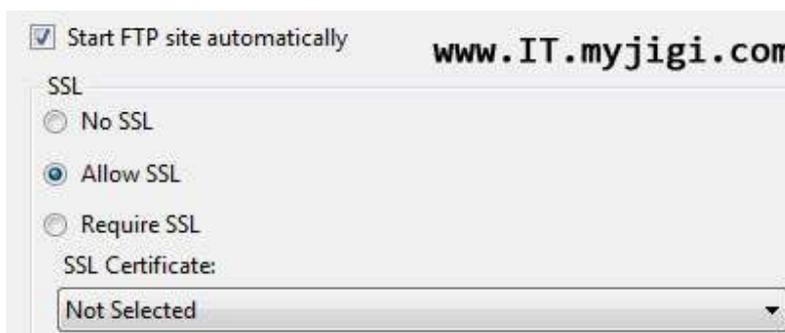 Start FTP site automatically
www.IT.myjigi.com
SSL
No SSL
Allow SSL
Require SSL
SSL Certificate:
Not Selected